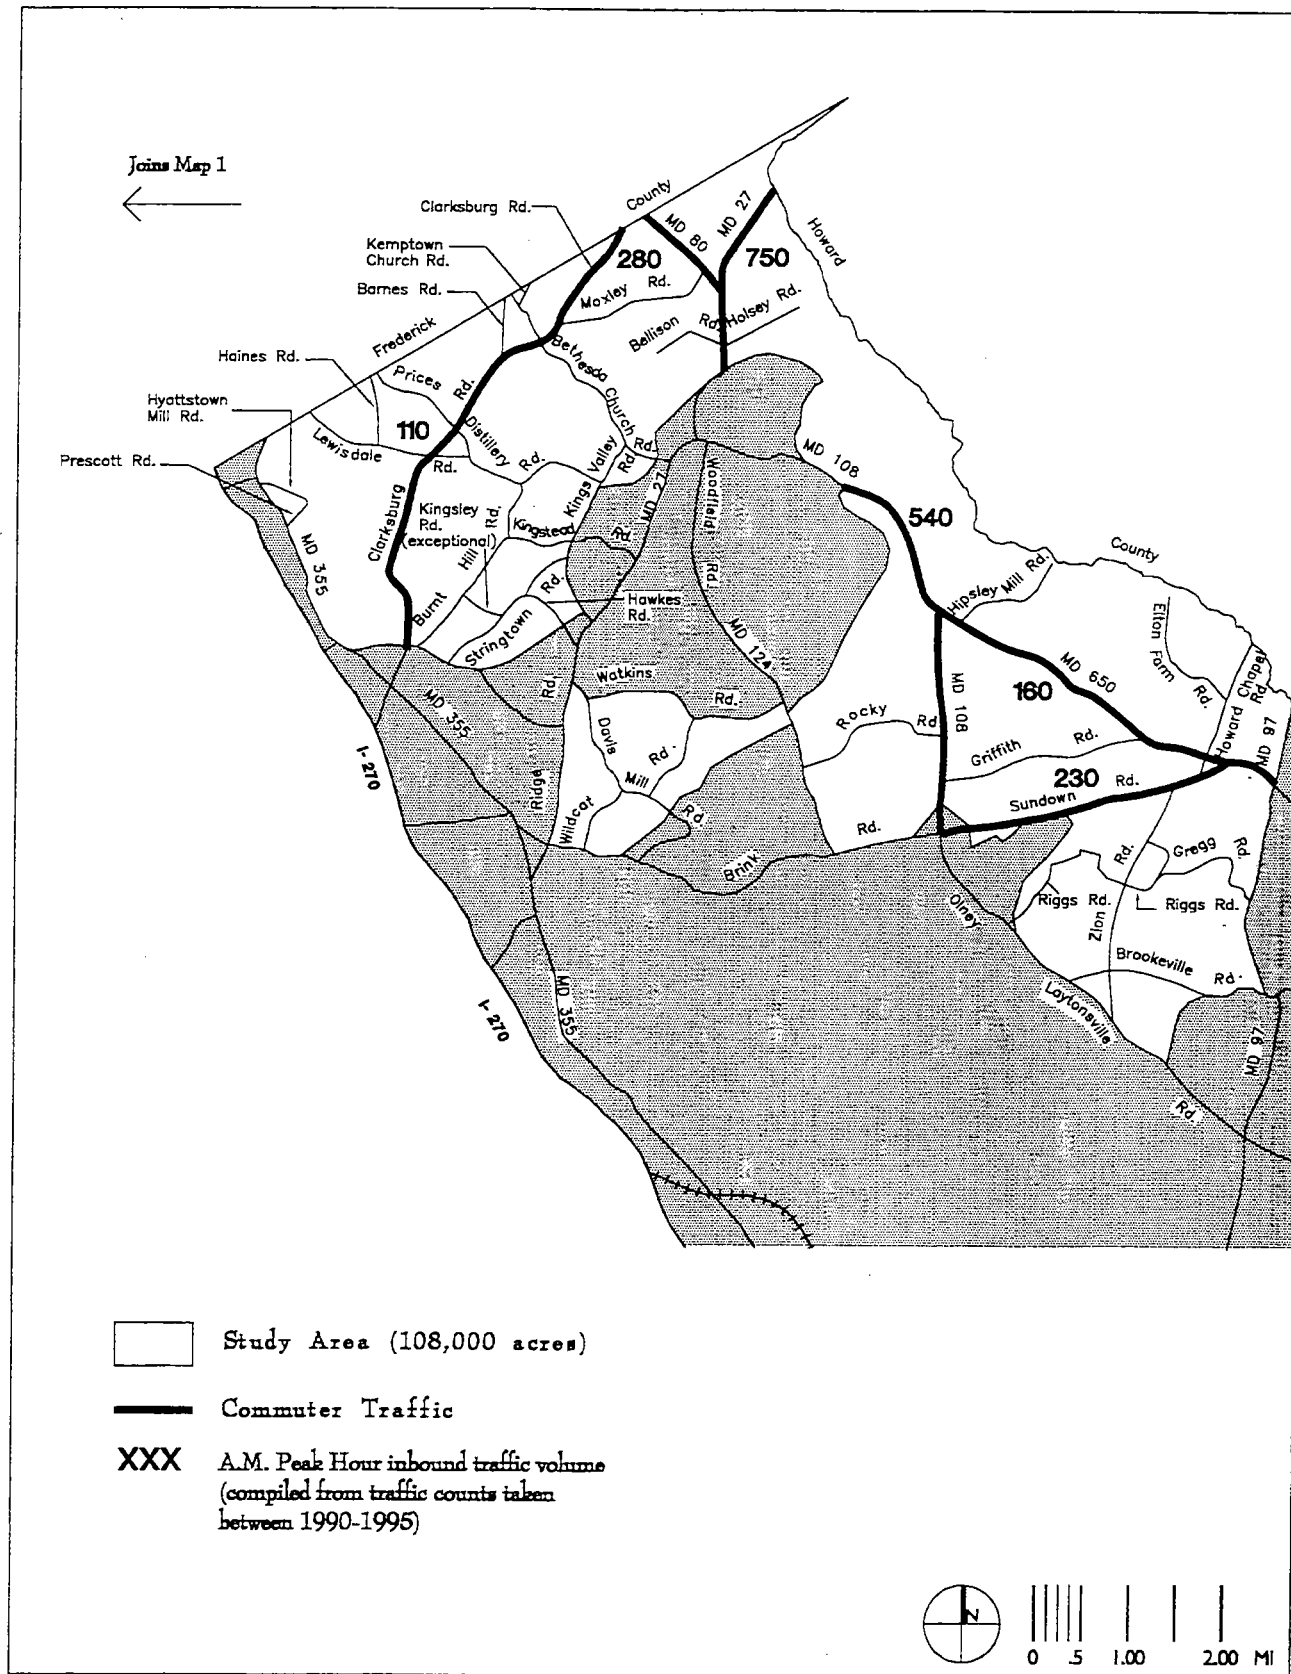 Joins Map 1
County
Clarksburg Rd.
MD 80
MD 27
Howard
Kemptown
Church Rd.
280
750
Barnes Rd.
Moxley Rd.
Bellison Rd.
Holsey Rd.
Frederick
Haines Rd.
Prices
Distillery
Rd.
Rd.
Bethesda Church Rd.
Hyattstown
Mill Rd.
110
Lewisdale
Rd.
Kings Valley
Rd.
Prescott Rd.
MD 108
Clarksburg
Kingsley
Rd.
(exceptional)
Kingstead
Rd.
MD 27
Woodfield Rd.
540
MD 355
Burnt
Hill
Rd.
County
Hipsley Mill Rd.
Stringtown
Rd.
Hawkes
Rd.
Elton
Farm
Rd.
MD 124
Watkins
Rd.
MD 108
160
MD 650
Howard Chapel
Rd.
MD 97
MD 355
Rd.
Davis
Mill
Rd.
Rocky
Rd
Griffith
Rd.
I-270
Ridge
230
Sundown
Rd.
Wildcat
Rd.
Rd.
Brink
Rd.
Gregg
Rd
Olney
Riggs Rd.
Zion
Riggs Rd.
Brookeville
Rd.
MD 355
I-270
Laytonsville
Rd.
MD 97
Study Area (108,000 acres)
Commuter Traffic
XXX
A.M. Peak Hour inbound traffic volume
(compiled from traffic counts taken
between 1990-1995)
N
0 .5 1.00 2.00 MI